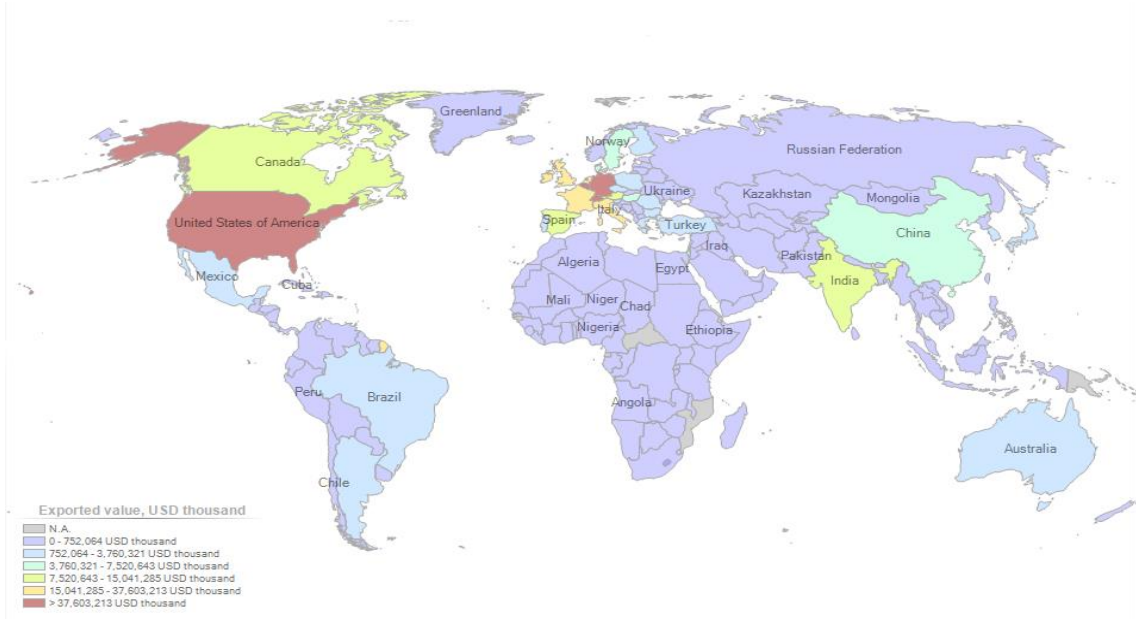 Greenland
Norway
Russian Federation
Canada
Ukraine
Kazakhstan
Mongolia
Italy
Spain
United States of America
Turkey
China
Iraq
Pakistan
Algeria
Egypt
Mexico
India
Cuba
Mali
Niger
Chad
Nigeria
Ethiopia
Peru
Brazil
Angola
Australia
Chile
Exported value, USD thousand
N.A.
0 - 752,064 USD thousand
752,064 - 3,760,321 USD thousand
3,760,321 - 7,520,643 USD thousand
7,520,643 - 15,041,285 USD thousand
15,041,285 - 37,603,213 USD thousand
> 37,603,213 USD thousand